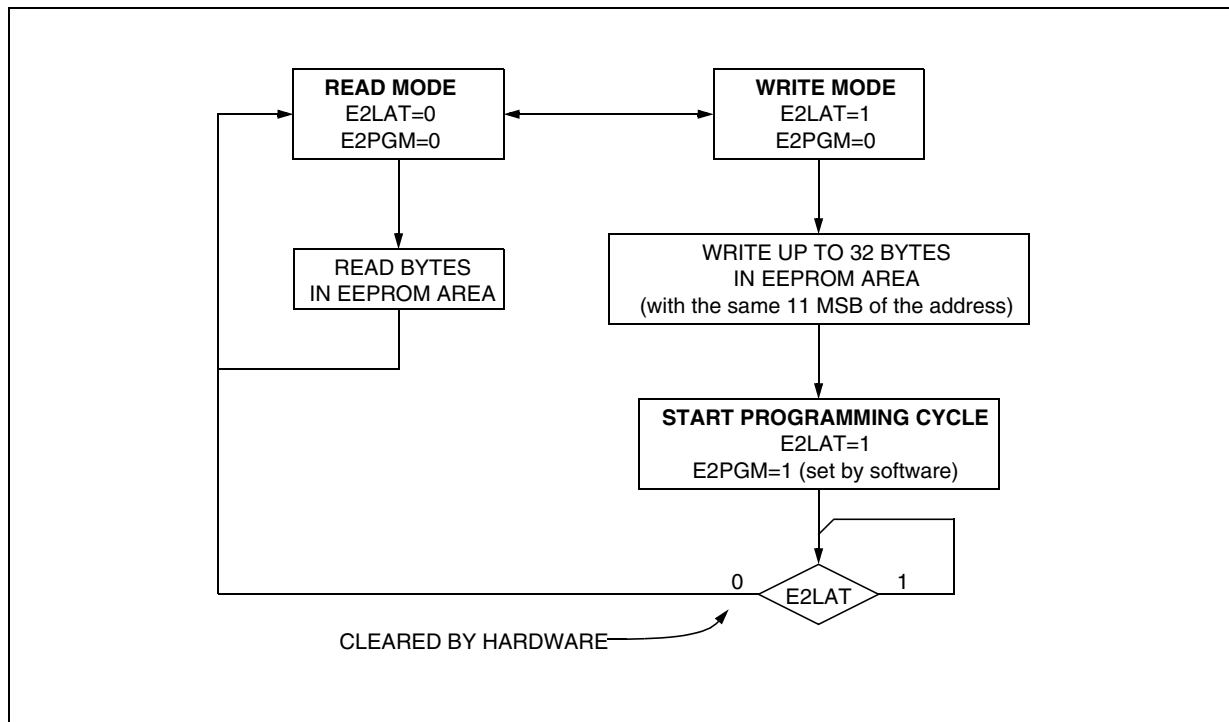 READ MODE
E2LAT=0
E2PGM=0
WRITE MODE
E2LAT=1
E2PGM=0
READ BYTES
IN EEPROM AREA
WRITE UP TO 32 BYTES
IN EEPROM AREA
(with the same 11 MSB of the address)
START PROGRAMMING CYCLE
E2LAT=1
E2PGM=1 (set by software)
0
E2LAT
1
CLEARED BY HARDWARE